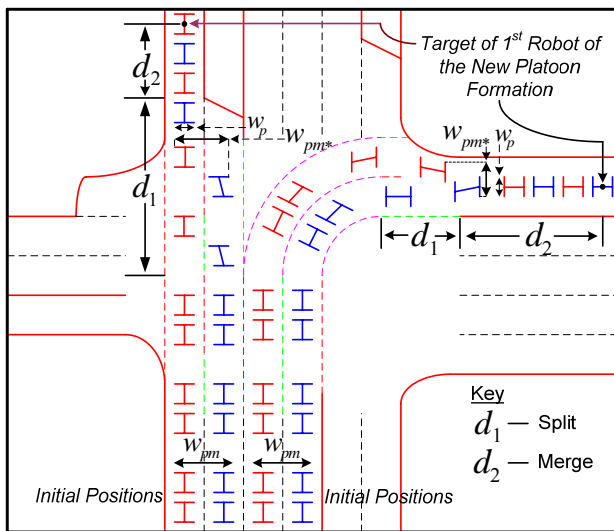 Target of 1st Robot of
the New Platoon
Formation
d2
wp
wpm*
wpm*
wp
d1
d1
d2
Key
d1 — Split
d2 — Merge
wpm
wpm
Initial Positions
Initial Positions